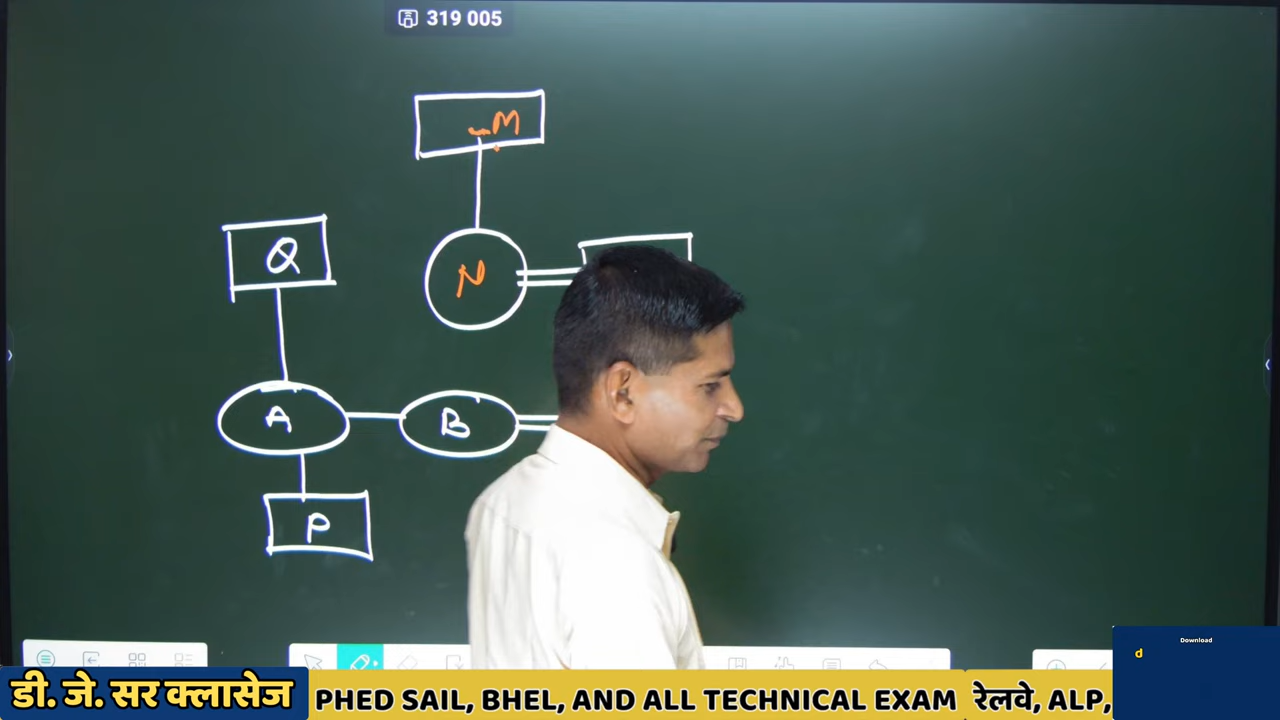 319 005
M
Q
N
A
B
P
Download
d
डी. जे. सर क्लासेज
PHED SAIL, BHEL, AND ALL TECHNICAL EXAM रेलवे, ALP,